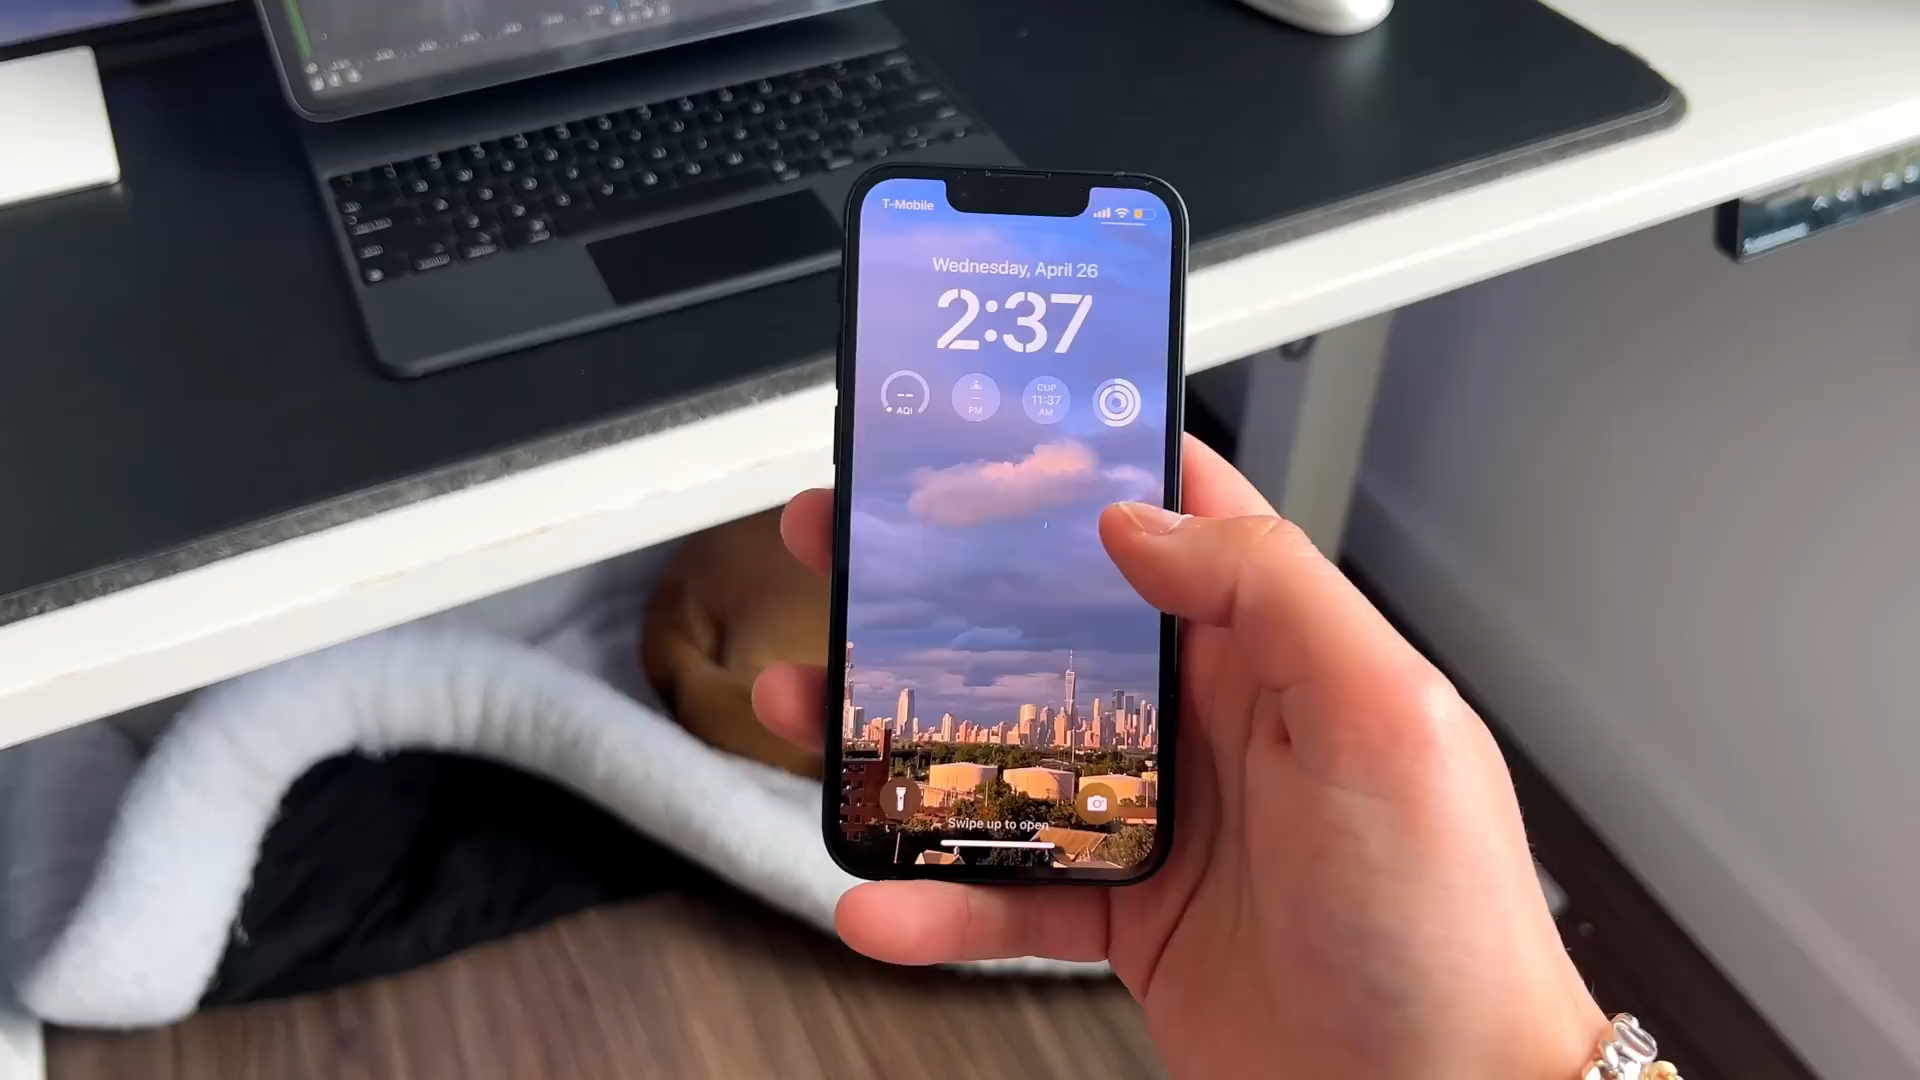 T-Mobile
Wednesday, April 26
2:37
--
AQI
--
PM
CUP
11:37
AM
Swipe up to open